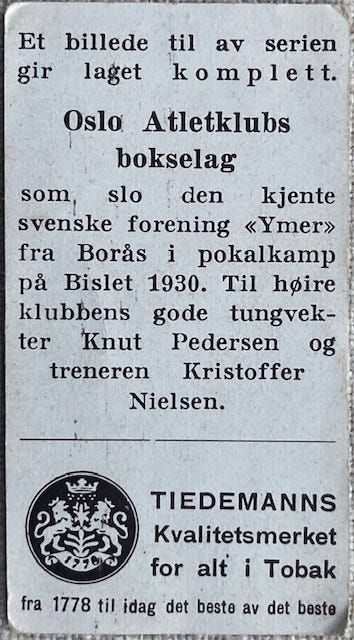 Et billede til av serien
gir laget komplett.
Oslo Atletklubs
bokselag
som slo den kjente
svenske forening «Ymer»
fra Borås i pokalkamp
på Bislet 1930. Til høire
klubbens gode tungvek-
ter Knut Pedersen og
treneren Kristoffer
Nielsen.
1778
TIEDEMANNS
Kvalitetsmerket
for alt i Tobak
fra 1778 til idag det beste av det beste